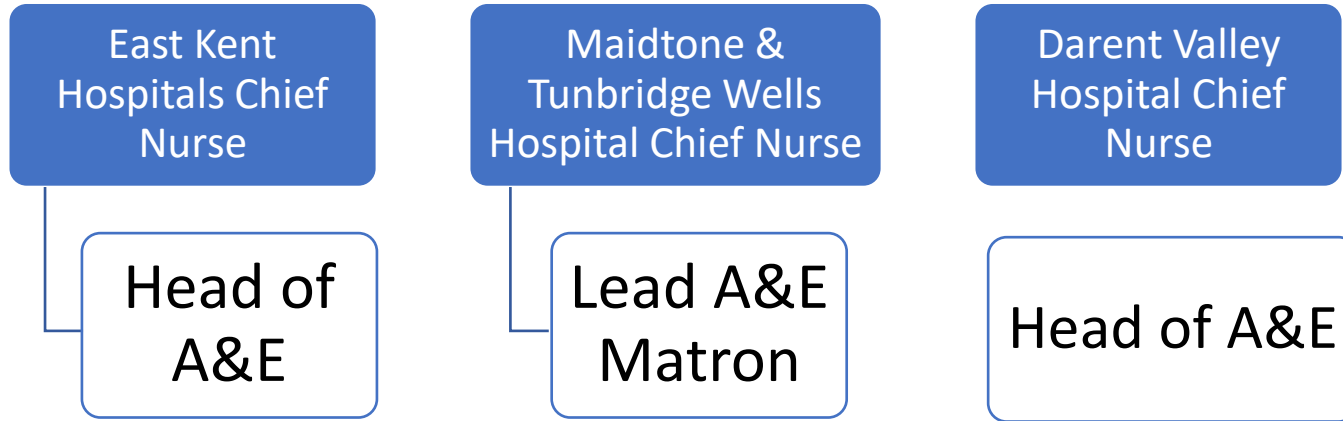 East Kent
Hospitals Chief
Nurse
Head of
A&E
Maidtone &
Tunbridge Wells
Hospital Chief Nurse
Lead A&E
Matron
Darent Valley
Hospital Chief
Nurse
Head of A&E